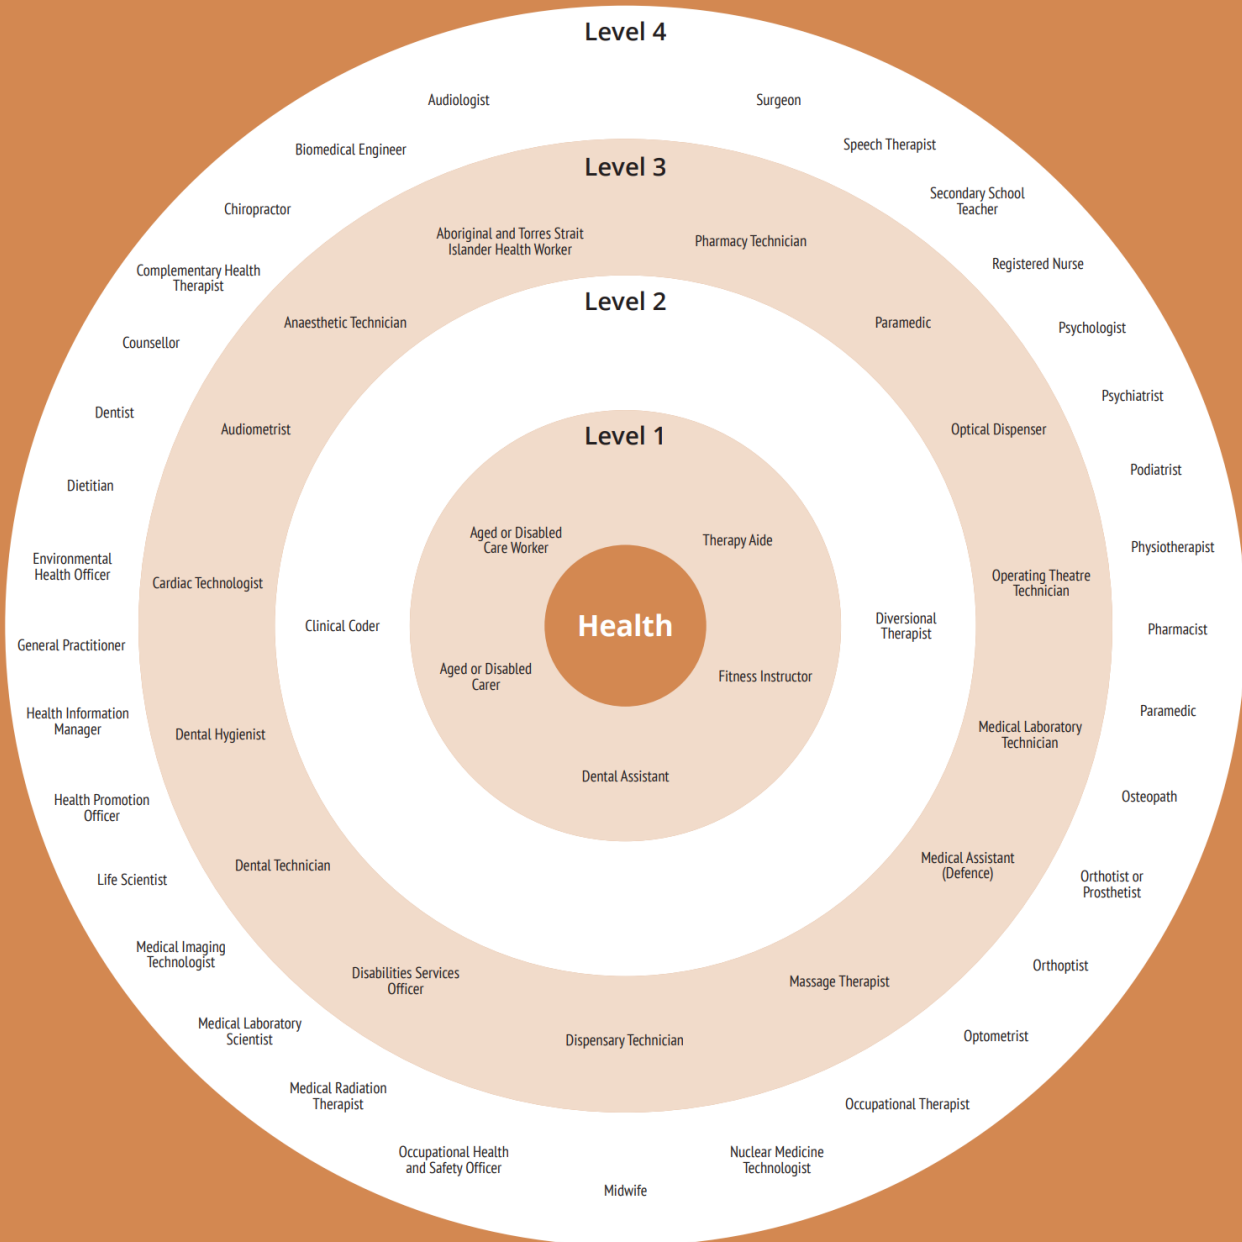 Level 4
Audiologist
Surgeon
Biomedical Engineer
Speech Therapist
Chiropractor
Secondary School
Teacher
Complementary Health
Therapist
Registered Nurse
Counsellor
Psychologist
Dentist
Psychiatrist
Dietitian
Podiatrist
Environmental
Health Officer
Physiotherapist
General Practitioner
Pharmacist
Health Information
Manager
Paramedic
Health Promotion
Officer
Osteopath
Life Scientist
Orthotist or
Prosthetist
Medical Imaging
Technologist
Orthoptist
Medical Laboratory
Scientist
Optometrist
Medical Radiation
Therapist
Occupational Therapist
Occupational Health
and Safety Officer
Nuclear Medicine
Technologist
Midwife
Level 3
Aboriginal and Torres Strait
Islander Health Worker
Pharmacy Technician
Anaesthetic Technician
Paramedic
Audiometrist
Optical Dispenser
Cardiac Technologist
Operating Theatre
Technician
Dental Hygienist
Medical Laboratory
Technician
Dental Technician
Medical Assistant
(Defence)
Disabilities Services
Officer
Massage Therapist
Dispensary Technician
Level 2
Clinical Coder
Diversional
Therapist
Level 1
Aged or Disabled
Care Worker
Therapy Aide
Aged or Disabled
Carer
Fitness Instructor
Dental Assistant
Health